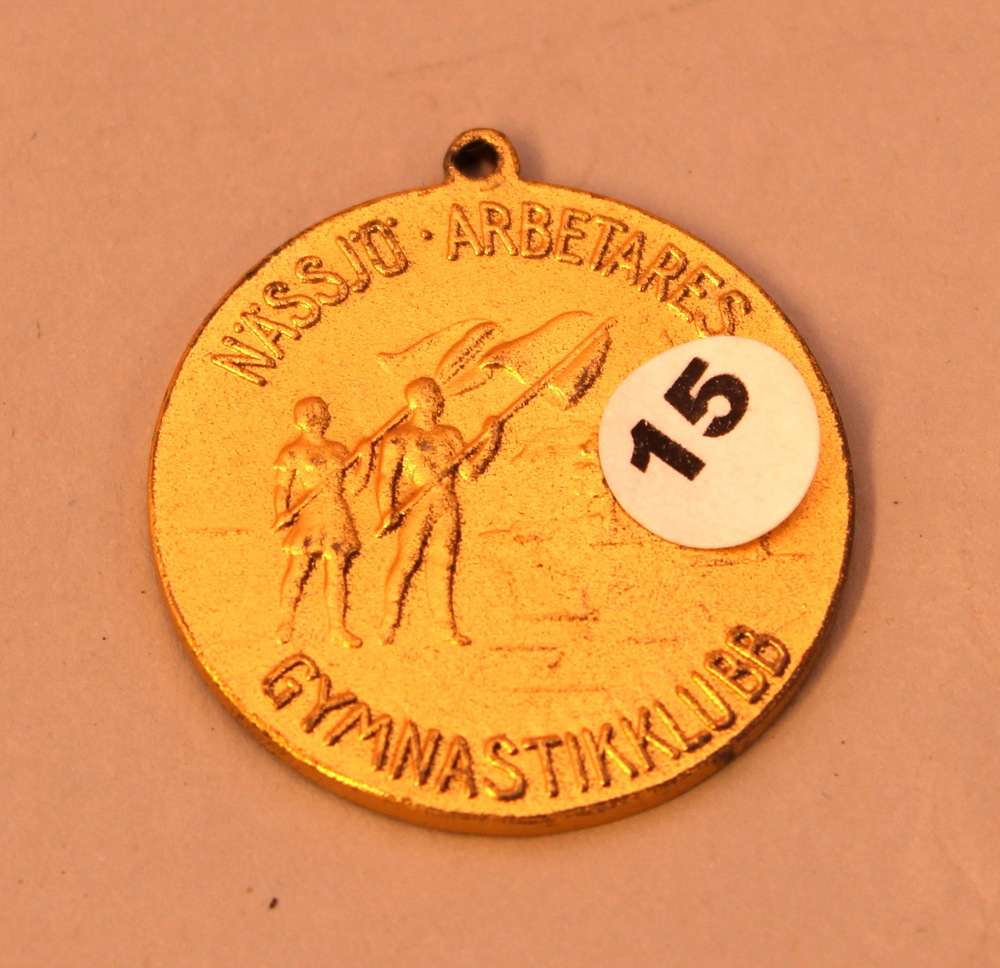 NÄSSJÖ · ARBETARES
GYMNASTIKKLUBB
15